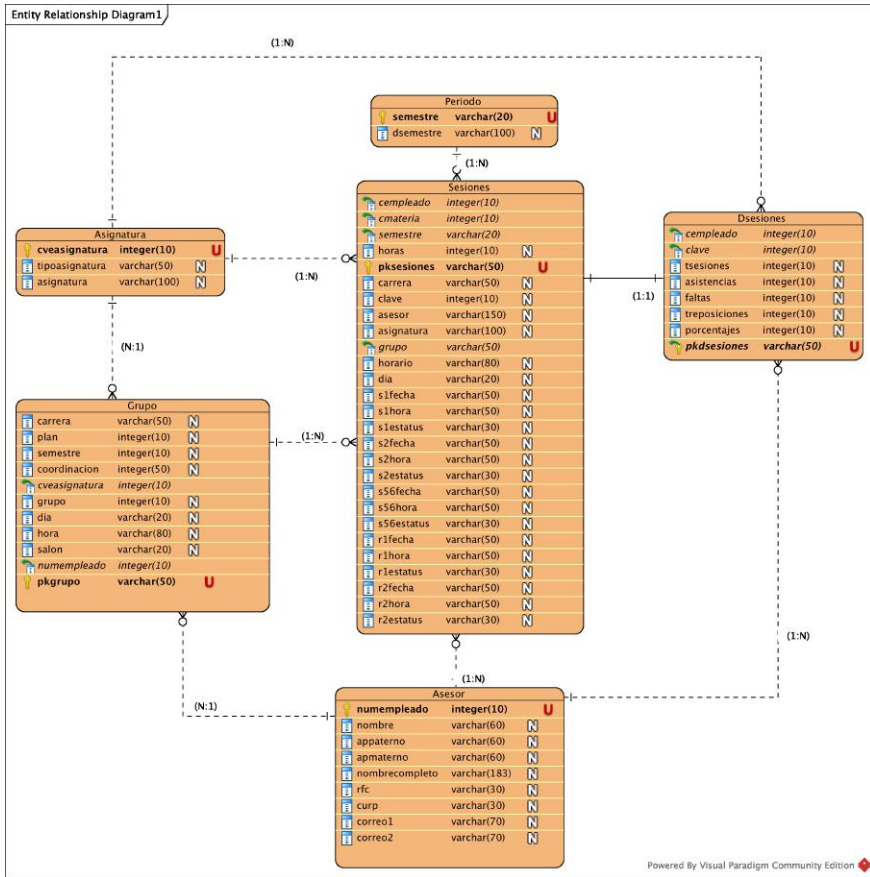 Entity Relationship Diagram1
(1:N)
Periodo
semestre varchar(20) U
dsemestre varchar(100) N
(1:N)
Sesiones
cempleado integer(10)
cmateria integer(10)
semestre varchar(20)
horas integer(10) N
pksesiones varchar(50) U
carrera varchar(50) N
clave integer(10) N
asesor varchar(150) N
asignatura varchar(100) N
grupo varchar(50)
horario varchar(80) N
dia varchar(20) N
s1fecha varchar(50) N
s1hora varchar(50) N
s1estatus varchar(30) N
s2fecha varchar(50) N
s2hora varchar(50) N
s2estatus varchar(30) N
s56fecha varchar(50) N
s56hora varchar(50) N
s56estatus varchar(30) N
r1fecha varchar(50) N
r1hora varchar(50) N
r1estatus varchar(30) N
r2fecha varchar(50) N
r2hora varchar(50) N
r2estatus varchar(30) N
Dsesiones
cempleado integer(10)
clave integer(10)
tsesiones integer(10) N
asistencias integer(10) N
faltas integer(10) N
treposiciones integer(10) N
porcentajes integer(10) N
pkdsesiones varchar(50) U
(1:1)
Asignatura
cveasignatura integer(10) U
tipoasignatura varchar(50) N
asignatura varchar(100) N
(1:N)
(N:1)
Grupo
carrera varchar(50) N
plan integer(10) N
semestre integer(10) N
coordinacion integer(50) N
cveasignatura integer(10)
grupo integer(10) N
dia varchar(20) N
hora varchar(80) N
salon varchar(20) N
numempleado integer(10)
pkgrupo varchar(50) U
(1:N)
(1:N)
(1:N)
(N:1)
Asesor
numempleado integer(10) U
nombre varchar(60) N
appaterno varchar(60) N
apmaterno varchar(60) N
nombrecompleto varchar(183) N
rfc varchar(30) N
curp varchar(30) N
correo1 varchar(70) N
correo2 varchar(70) N
Powered By Visual Paradigm Community Edition